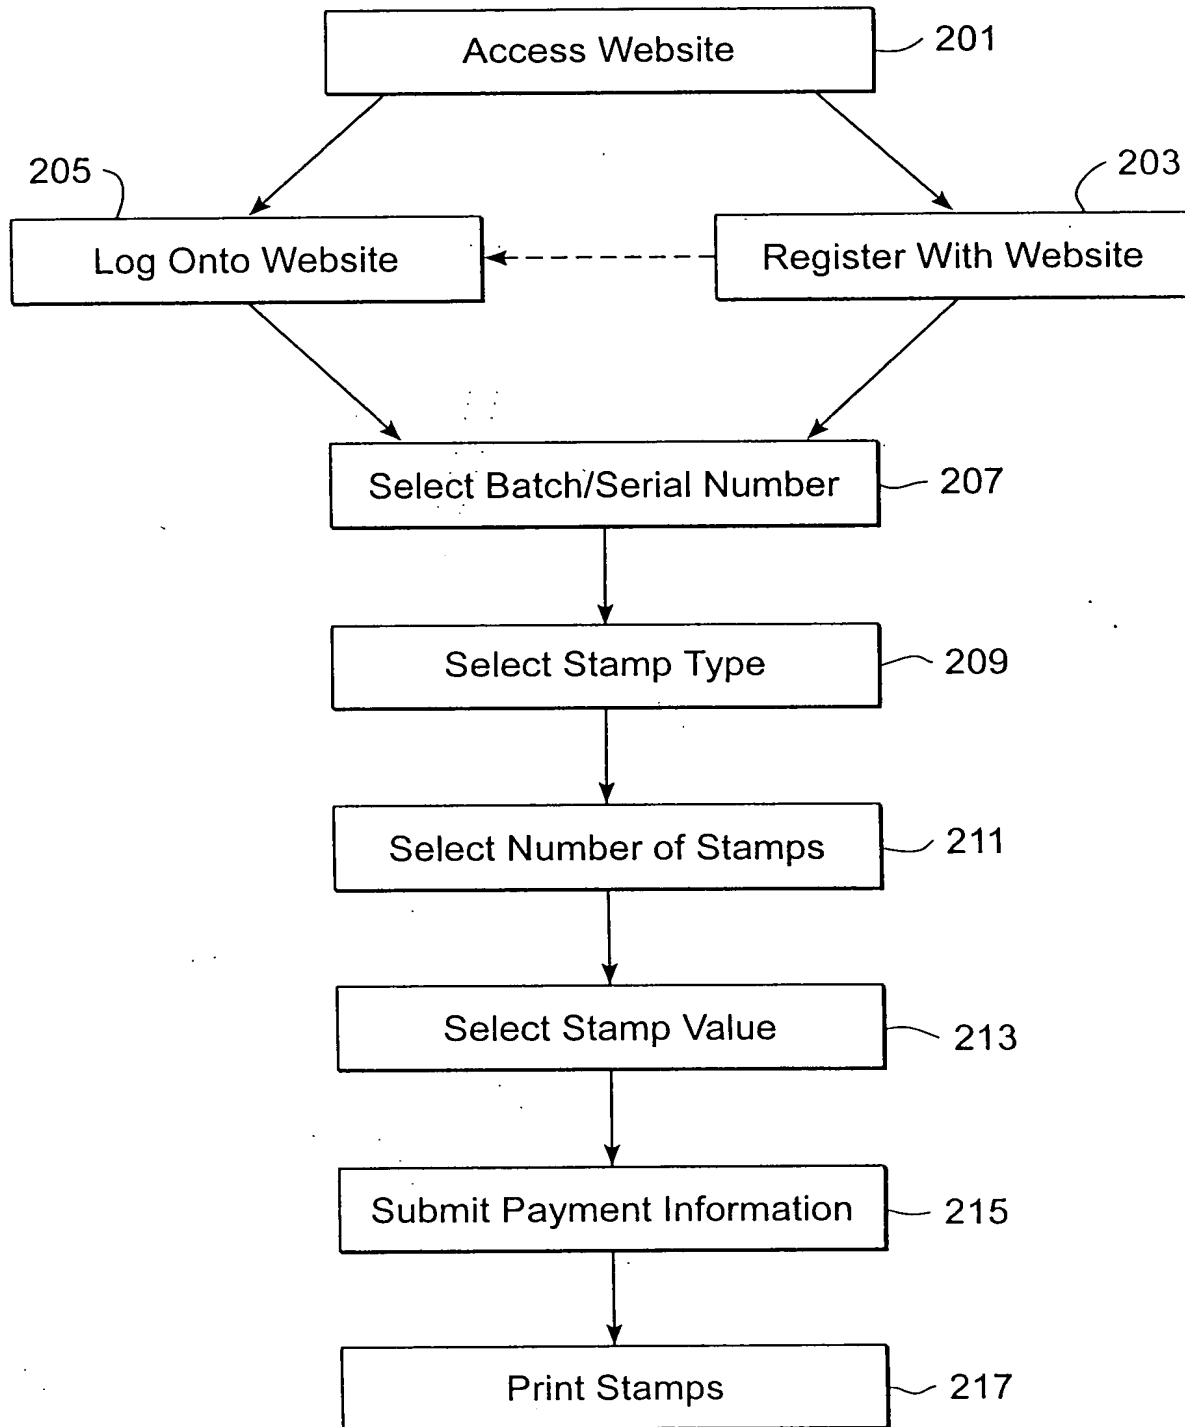 Access Website
201
205
203
Log Onto Website
Register With Website
Select Batch/Serial Number
207
Select Stamp Type
209
Select Number of Stamps
211
Select Stamp Value
213
Submit Payment Information
215
Print Stamps
217